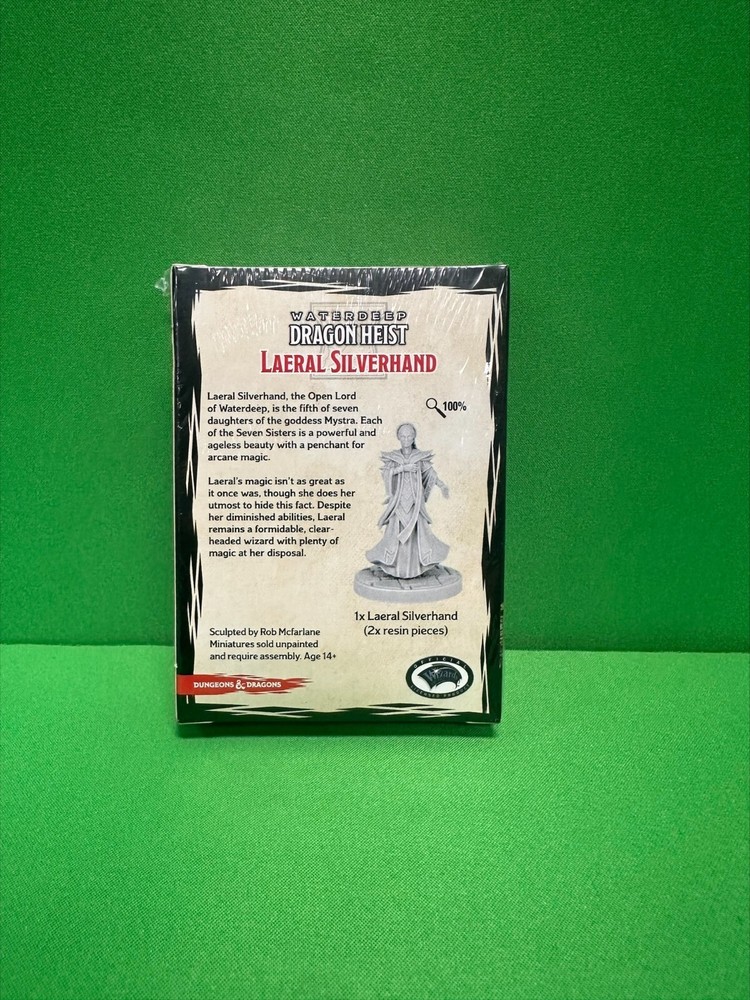 WATERDEEP
DRAGON HEIST
LAERAL SILVERHAND
Laeral Silverhand, the Open Lord
of Waterdeep, is the fifth of seven
daughters of the goddess Mystra. Each
of the Seven Sisters is a powerful and
ageless beauty with a penchant for
arcane magic.
100%
Laeral's magic isn't as great as
it once was, though she does her
utmost to hide this fact. Despite
her diminished abilities, Laeral
remains a formidable, clear-
headed wizard with plenty of
magic at her disposal.
1x Laeral Silverhand
(2x resin pieces)
Sculpted by Rob Mcfarlane
Miniatures sold unpainted
and require assembly. Age 14+
DUNGEONS & DRAGONS
OFFICIAL
Wizards
LICENSED PRODUCT